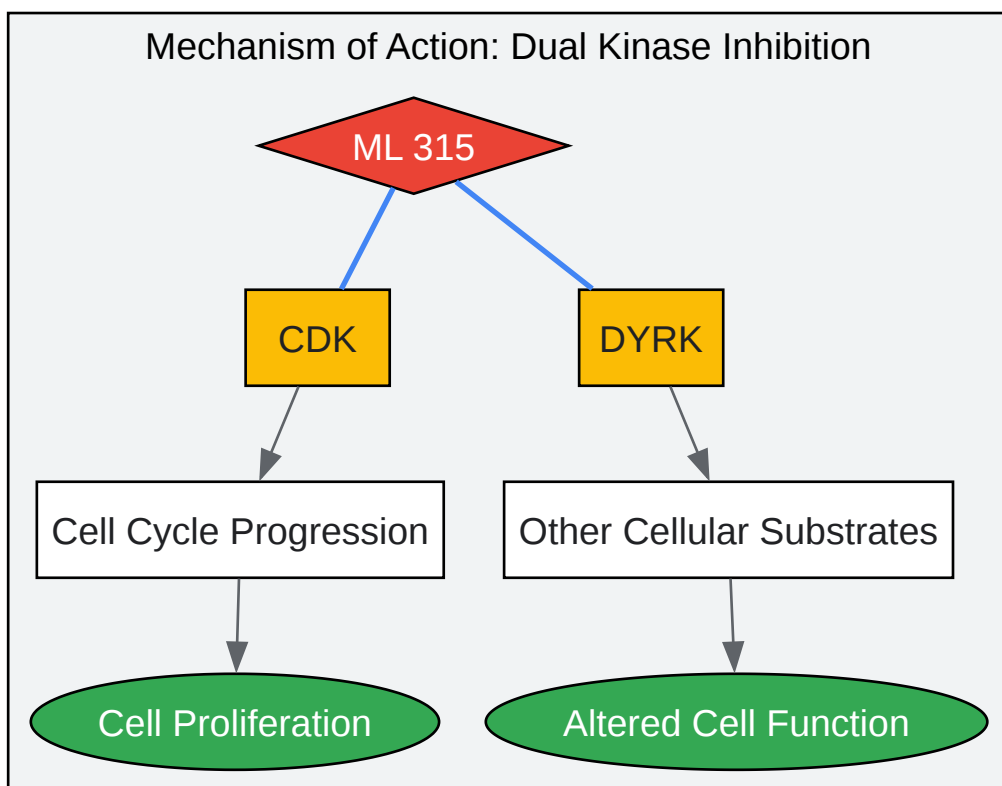 Mechanism of Action: Dual Kinase Inhibition
ML 315
CDK
DYRK
Cell Cycle Progression
Other Cellular Substrates
Cell Proliferation
Altered Cell Function